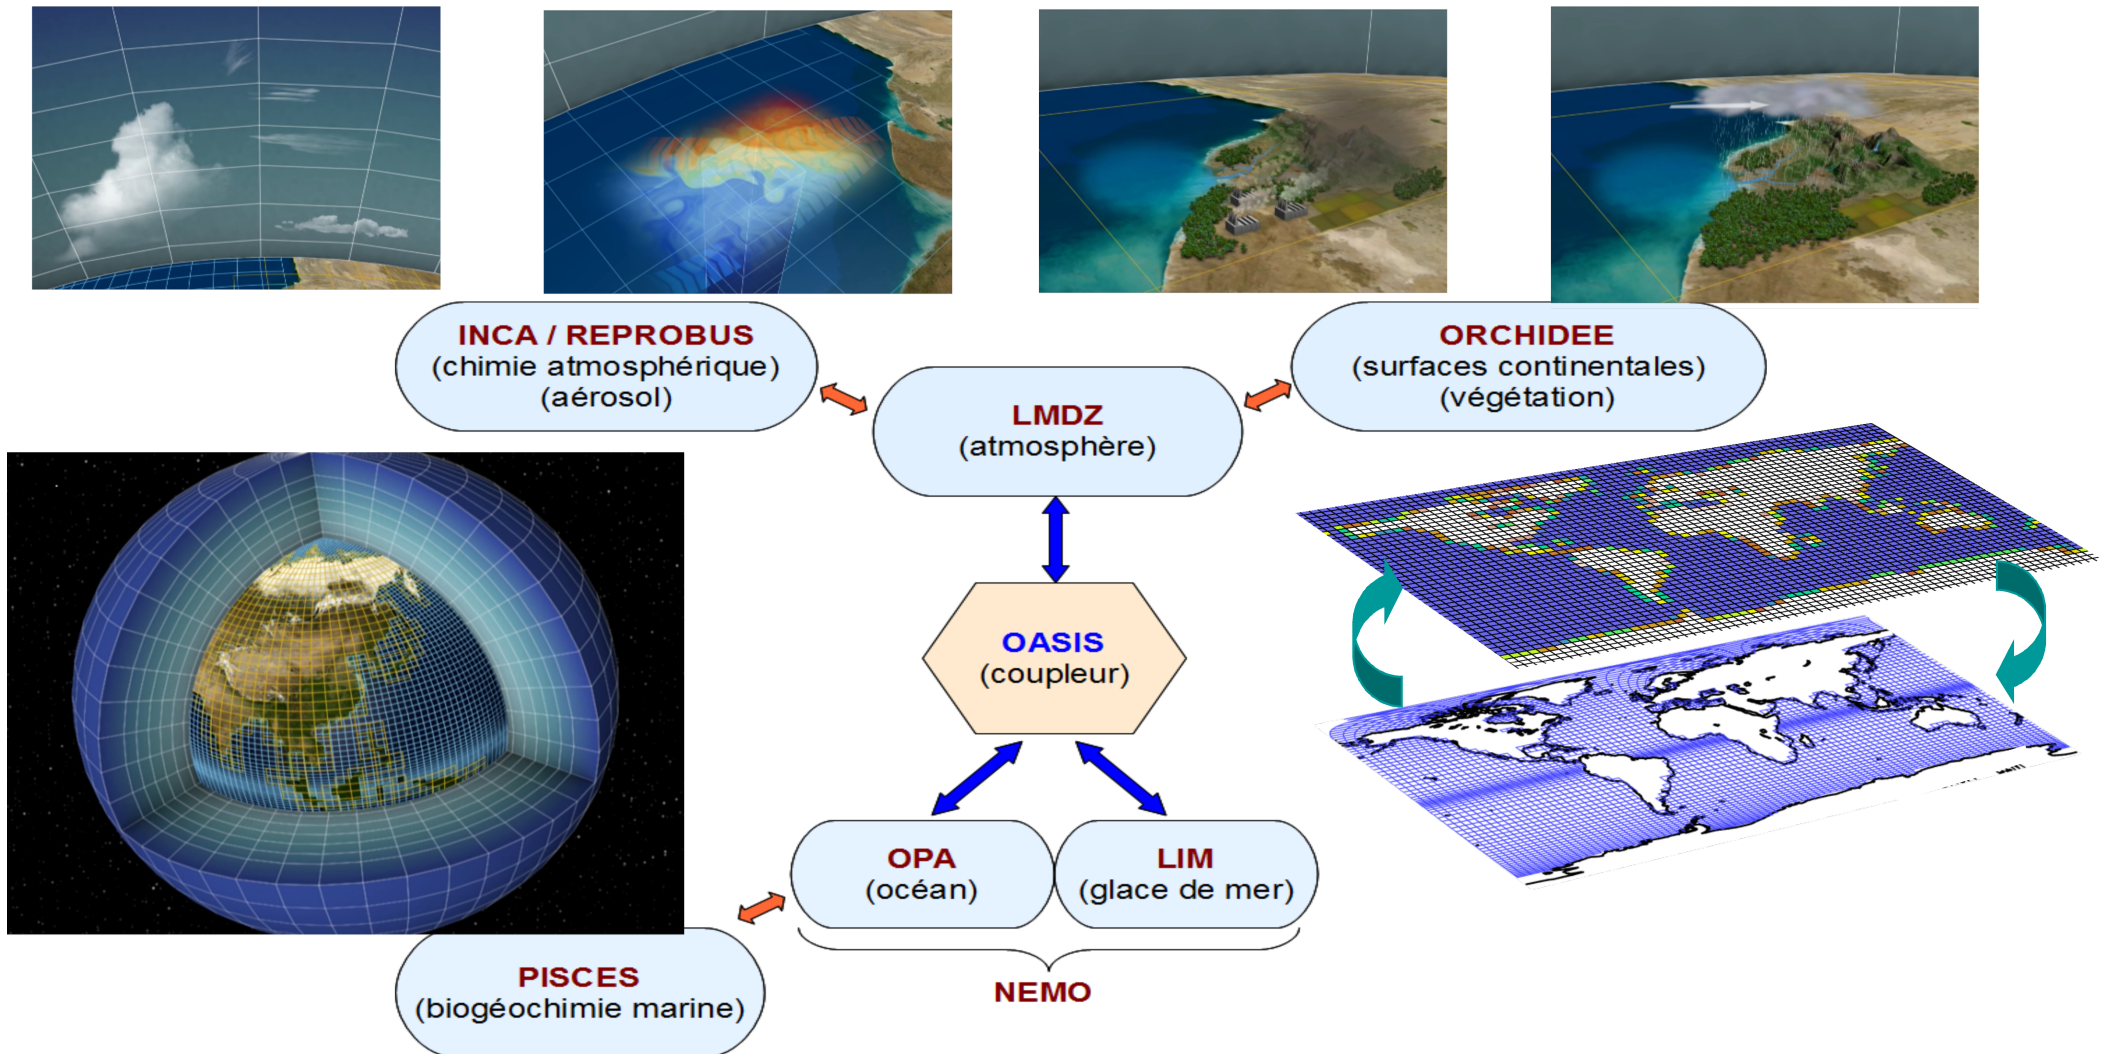 INCA / REPROBUS
(chimie atmosphérique)
(aérosol)
ORCHIDEE
(surfaces continentales)
(végétation)
LMDZ
(atmosphère)
OASIS
(coupleur)
OPA
(océan)
LIM
(glace de mer)
PISCES
(biogéochimie marine)
NEMO